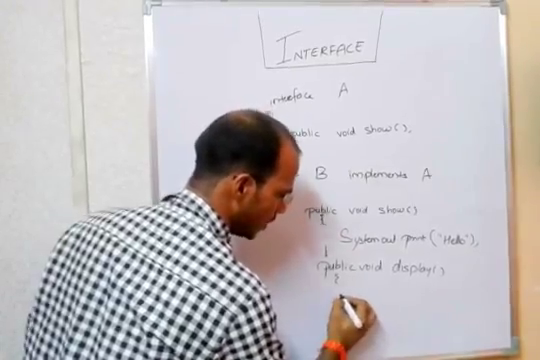 INTERFACE
interface A
public void show();
B implements A
public void show()
{
System.out.print("Hello");
}
public void display()
{